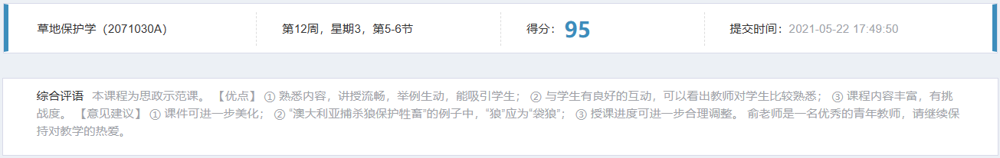 草地保护学（2071030A） 第12周，星期3，第5-6节 得分： 95 提交时间：2021-05-22 17:49:50
综合评语 本课程为思政示范课。 【优点】 ① 熟悉内容，讲授流畅，举例生动，能吸引学生； ② 与学生有良好的互动，可以看出教师对学生比较熟悉； ③ 课程内容丰富，有挑
战度。 【意见建议】 ① 课件可进一步美化； ② “澳大利亚捕杀狼保护牲畜”的例子中，“狼”应为“袋狼”； ③ 授课进度可进一步合理调整。 俞老师是一名优秀的青年教师，请继续保
持对教学的热爱。